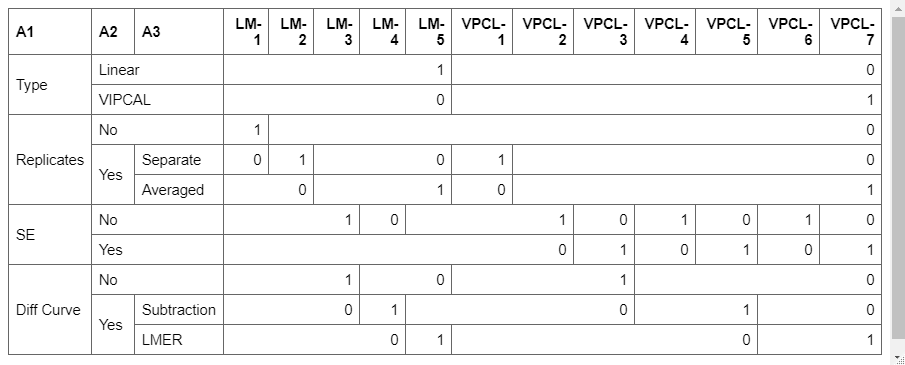 A1 A2 A3 LM-1 LM-2 LM-3 LM-4 LM-5 VPCL-1 VPCL-2 VPCL-3 VPCL-4 VPCL-5 VPCL-6 VPCL-7
Type Linear 1 0
VIPCAL 0 1
Replicates No 1 0
Yes Separate 0 1 0 1 0
Averaged 0 1 0 1
SE No 1 0 1 0 1 0 1 0
Yes 0 1 0 1 0 1
Diff Curve No 1 0 1 0
Yes Subtraction 0 1 0 1 0
LMER 0 1 0 1